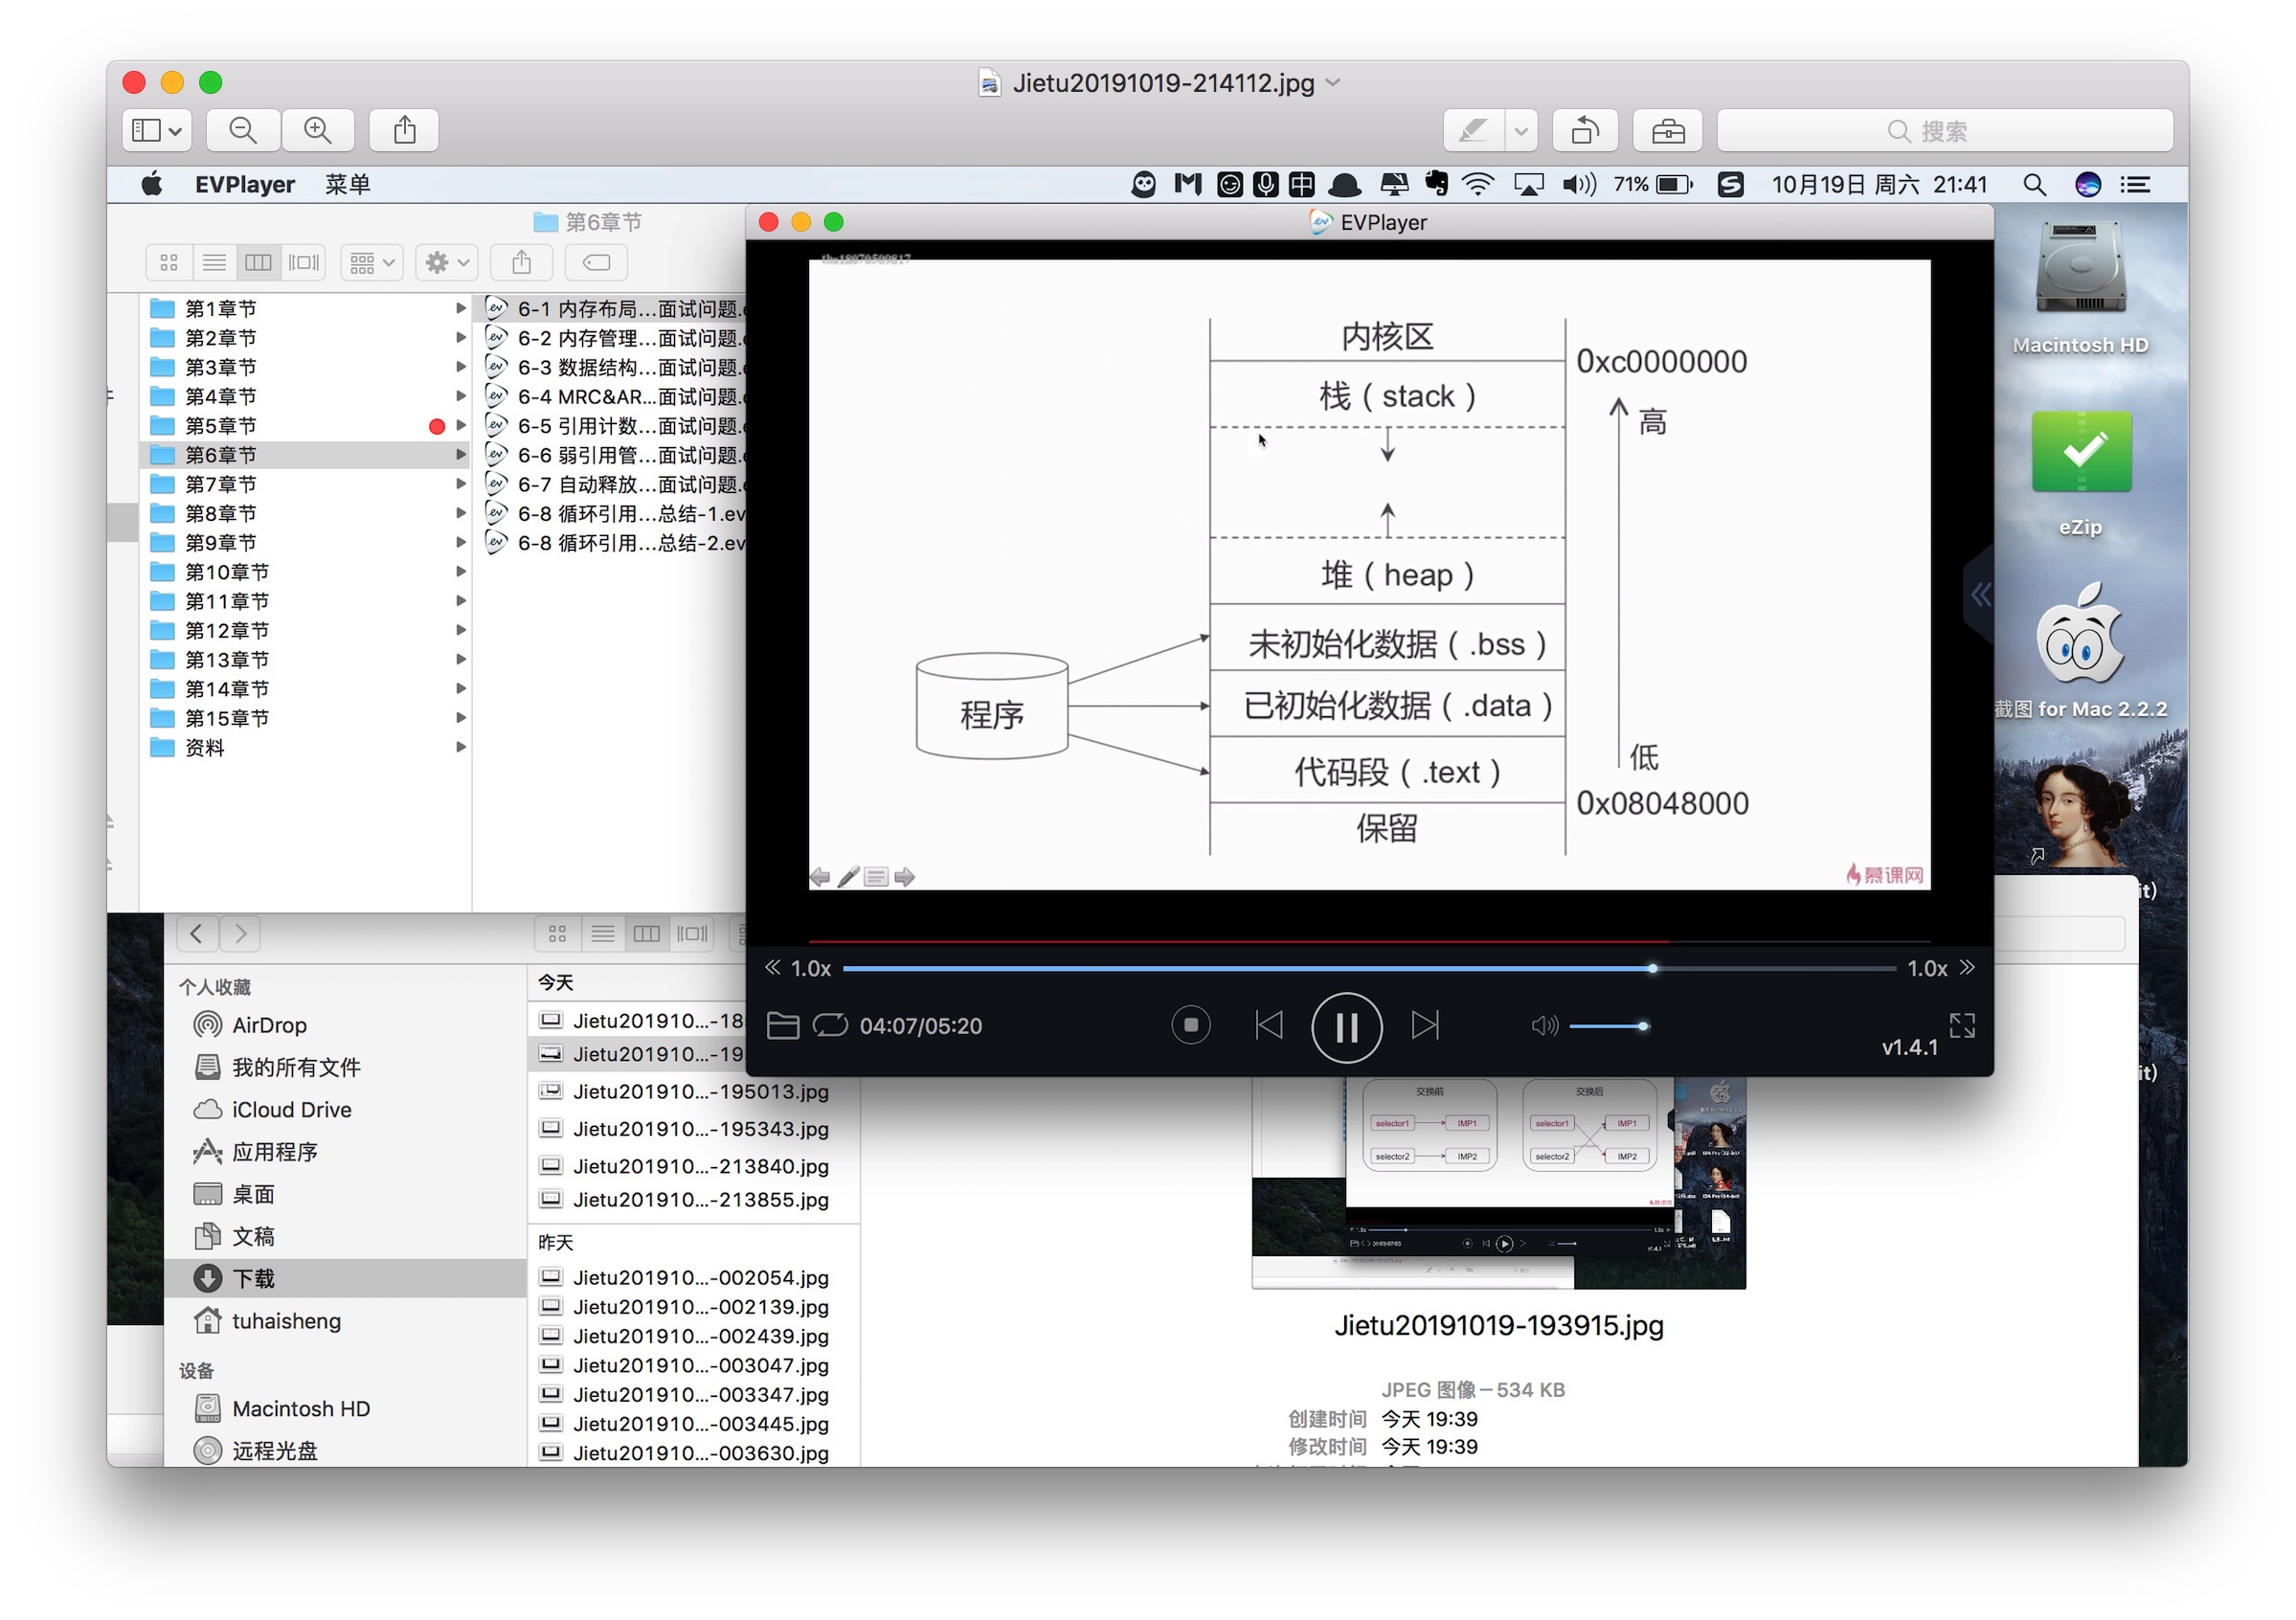 Jietu20191019-214112.jpg
搜索
EVPlayer 菜单
71%
10月19日 周六 21:41
第6章节
第1章节
第2章节
第3章节
第4章节
第5章节
第6章节
第7章节
第8章节
第9章节
第10章节
第11章节
第12章节
第13章节
第14章节
第15章节
资料
6-1 内存布局...面试问题.
6-2 内存管理...面试问题.
6-3 数据结构...面试问题.
6-4 MRC&AR...面试问题.
6-5 引用计数...面试问题.
6-6 弱引用管...面试问题.
6-7 自动释放...面试问题.
6-8 循环引用...总结-1.ev
6-8 循环引用...总结-2.ev
EVPlayer
内核区
0xc0000000
栈 ( stack )
高
堆 ( heap )
未初始化数据 ( .bss )
程序
已初始化数据 ( .data )
代码段 ( .text )
低
0x08048000
保留
慕课网
1.0x
1.0x
04:07/05:20
v1.4.1
Macintosh HD
eZip
截图 for Mac 2.2.2
it)
it)
个人收藏
AirDrop
我的所有文件
iCloud Drive
应用程序
桌面
文稿
下载
tuhaisheng
设备
Macintosh HD
远程光盘
今天
Jietu201910...-18
Jietu201910...-19
Jietu201910...-195013.jpg
Jietu201910...-195343.jpg
Jietu201910...-213840.jpg
Jietu201910...-213855.jpg
昨天
Jietu201910...-002054.jpg
Jietu201910...-002139.jpg
Jietu201910...-002439.jpg
Jietu201910...-003047.jpg
Jietu201910...-003347.jpg
Jietu201910...-003445.jpg
Jietu201910...-003630.jpg
交换前
交换后
selector1 IMP1
selector2 IMP2
selector1 IMP1
selector2 IMP2
Jietu20191019-193915.jpg
JPEG 图像 – 534 KB
创建时间 今天 19:39
修改时间 今天 19:39